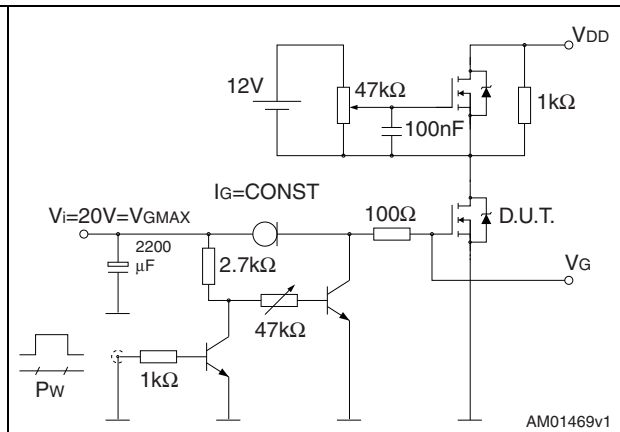 VDD
12V
47kΩ
1kΩ
100nF
IG=CONST
Vi=20V=VGMAX
100Ω
D.U.T.
2200
μF
2.7kΩ
VG
47kΩ
1kΩ
PW
AM01469v1